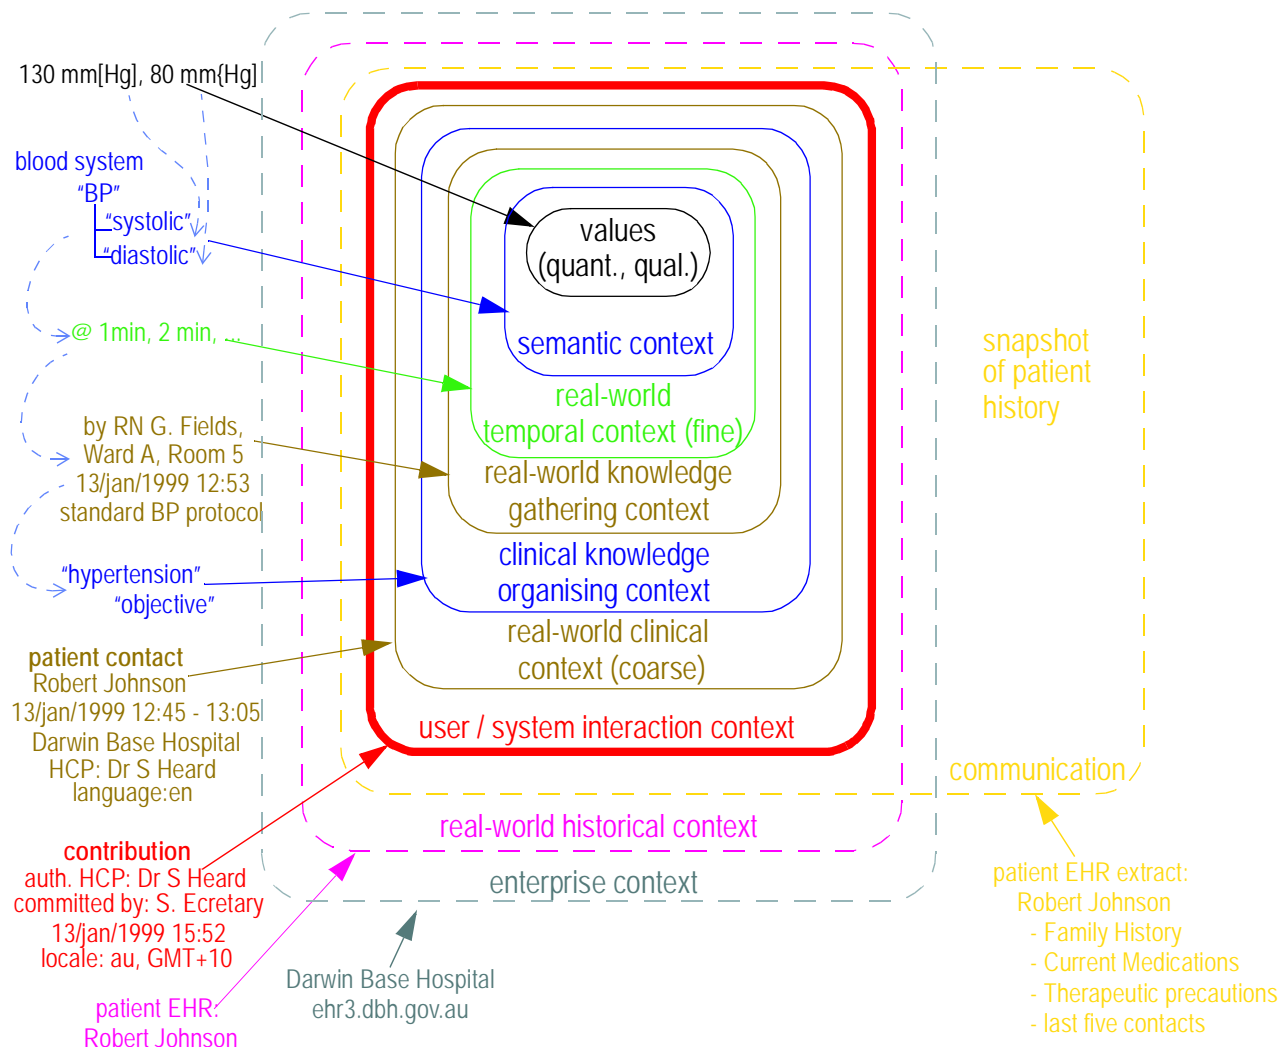 130 mm[Hg], 80 mm{Hg]
blood system
“BP”
“systolic”
“diastolic”
@ 1min, 2 min, ...
by RN G. Fields,
Ward A, Room 5
13/jan/1999 12:53
standard BP protocol
“hypertension”
“objective”
patient contact
Robert Johnson
13/jan/1999 12:45 - 13:05
Darwin Base Hospital
HCP: Dr S Heard
language:en
contribution
auth. HCP: Dr S Heard
committed by: S. Ecretary
13/jan/1999 15:52
locale: au, GMT+10
patient EHR:
Robert Johnson
values
(quant., qual.)
semantic context
real-world
temporal context (fine)
real-world knowledge
gathering context
clinical knowledge
organising context
real-world clinical
context (coarse)
user / system interaction context
real-world historical context
enterprise context
Darwin Base Hospital
ehr3.dbh.gov.au
snapshot
of patient
history
communication
patient EHR extract:
Robert Johnson
- Family History
- Current Medications
- Therapeutic precautions
- last five contacts